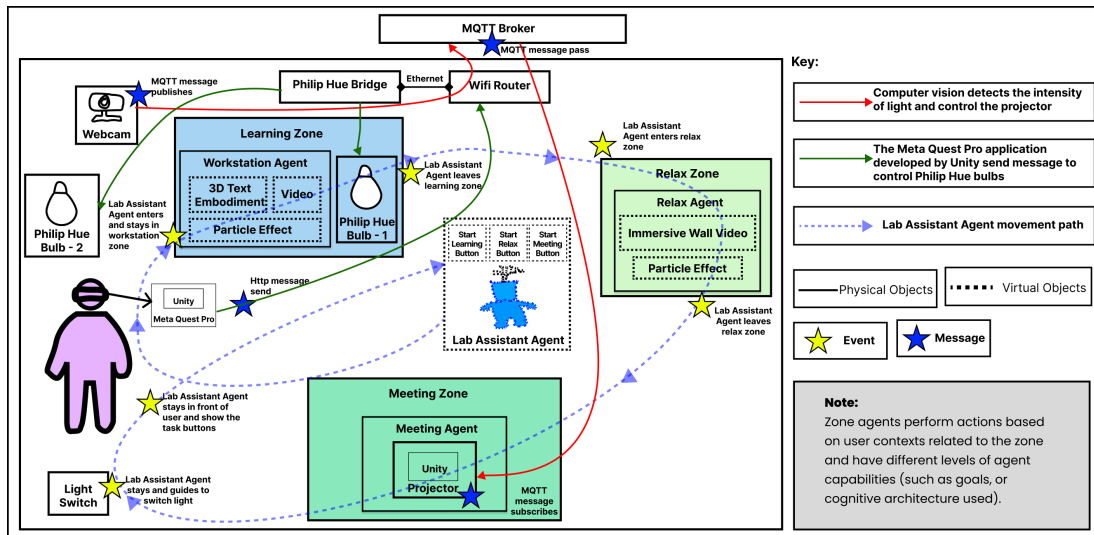 MQTT Broker
MQTT message pass
MQTT message
publishes
Webcam
Philip Hue Bridge
Ethernet
Wifi Router
Learning Zone
Workstation Agent
3D Text
Embodiment
Video
Particle Effect
Philip Hue
Bulb - 1
Lab Assistant
Agent leaves
learning zone
Philip Hue
Bulb - 2
Lab Assistant
Agent enters
and stays in
workstation
zone
Lab Assistant
Agent enters relax
zone
Relax Zone
Relax Agent
Immersive Wall Video
Particle Effect
Lab Assistant
Agent leaves
relax zone
Start
Learning
Button
Start
Relax
Button
Start
Meeting
Button
Lab Assistant Agent
Unity
Meta Quest Pro
Http message
send
Lab Assistant Agent
stays in front of
user and show the
task buttons
Light
Switch
Lab Assistant Agent
stays and guides to
switch light
Meeting Zone
Meeting Agent
Unity
Projector
MQTT
message
subscribes
Key:
Computer vision detects the intensity
of light and control the projector
The Meta Quest Pro application
developed by Unity send message to
control Philip Hue bulbs
Lab Assistant Agent movement path
Physical Objects
Virtual Objects
Event
Message
Note:
Zone agents perform actions based
on user contexts related to the zone
and have different levels of agent
capabilities (such as goals, or
cognitive architecture used).